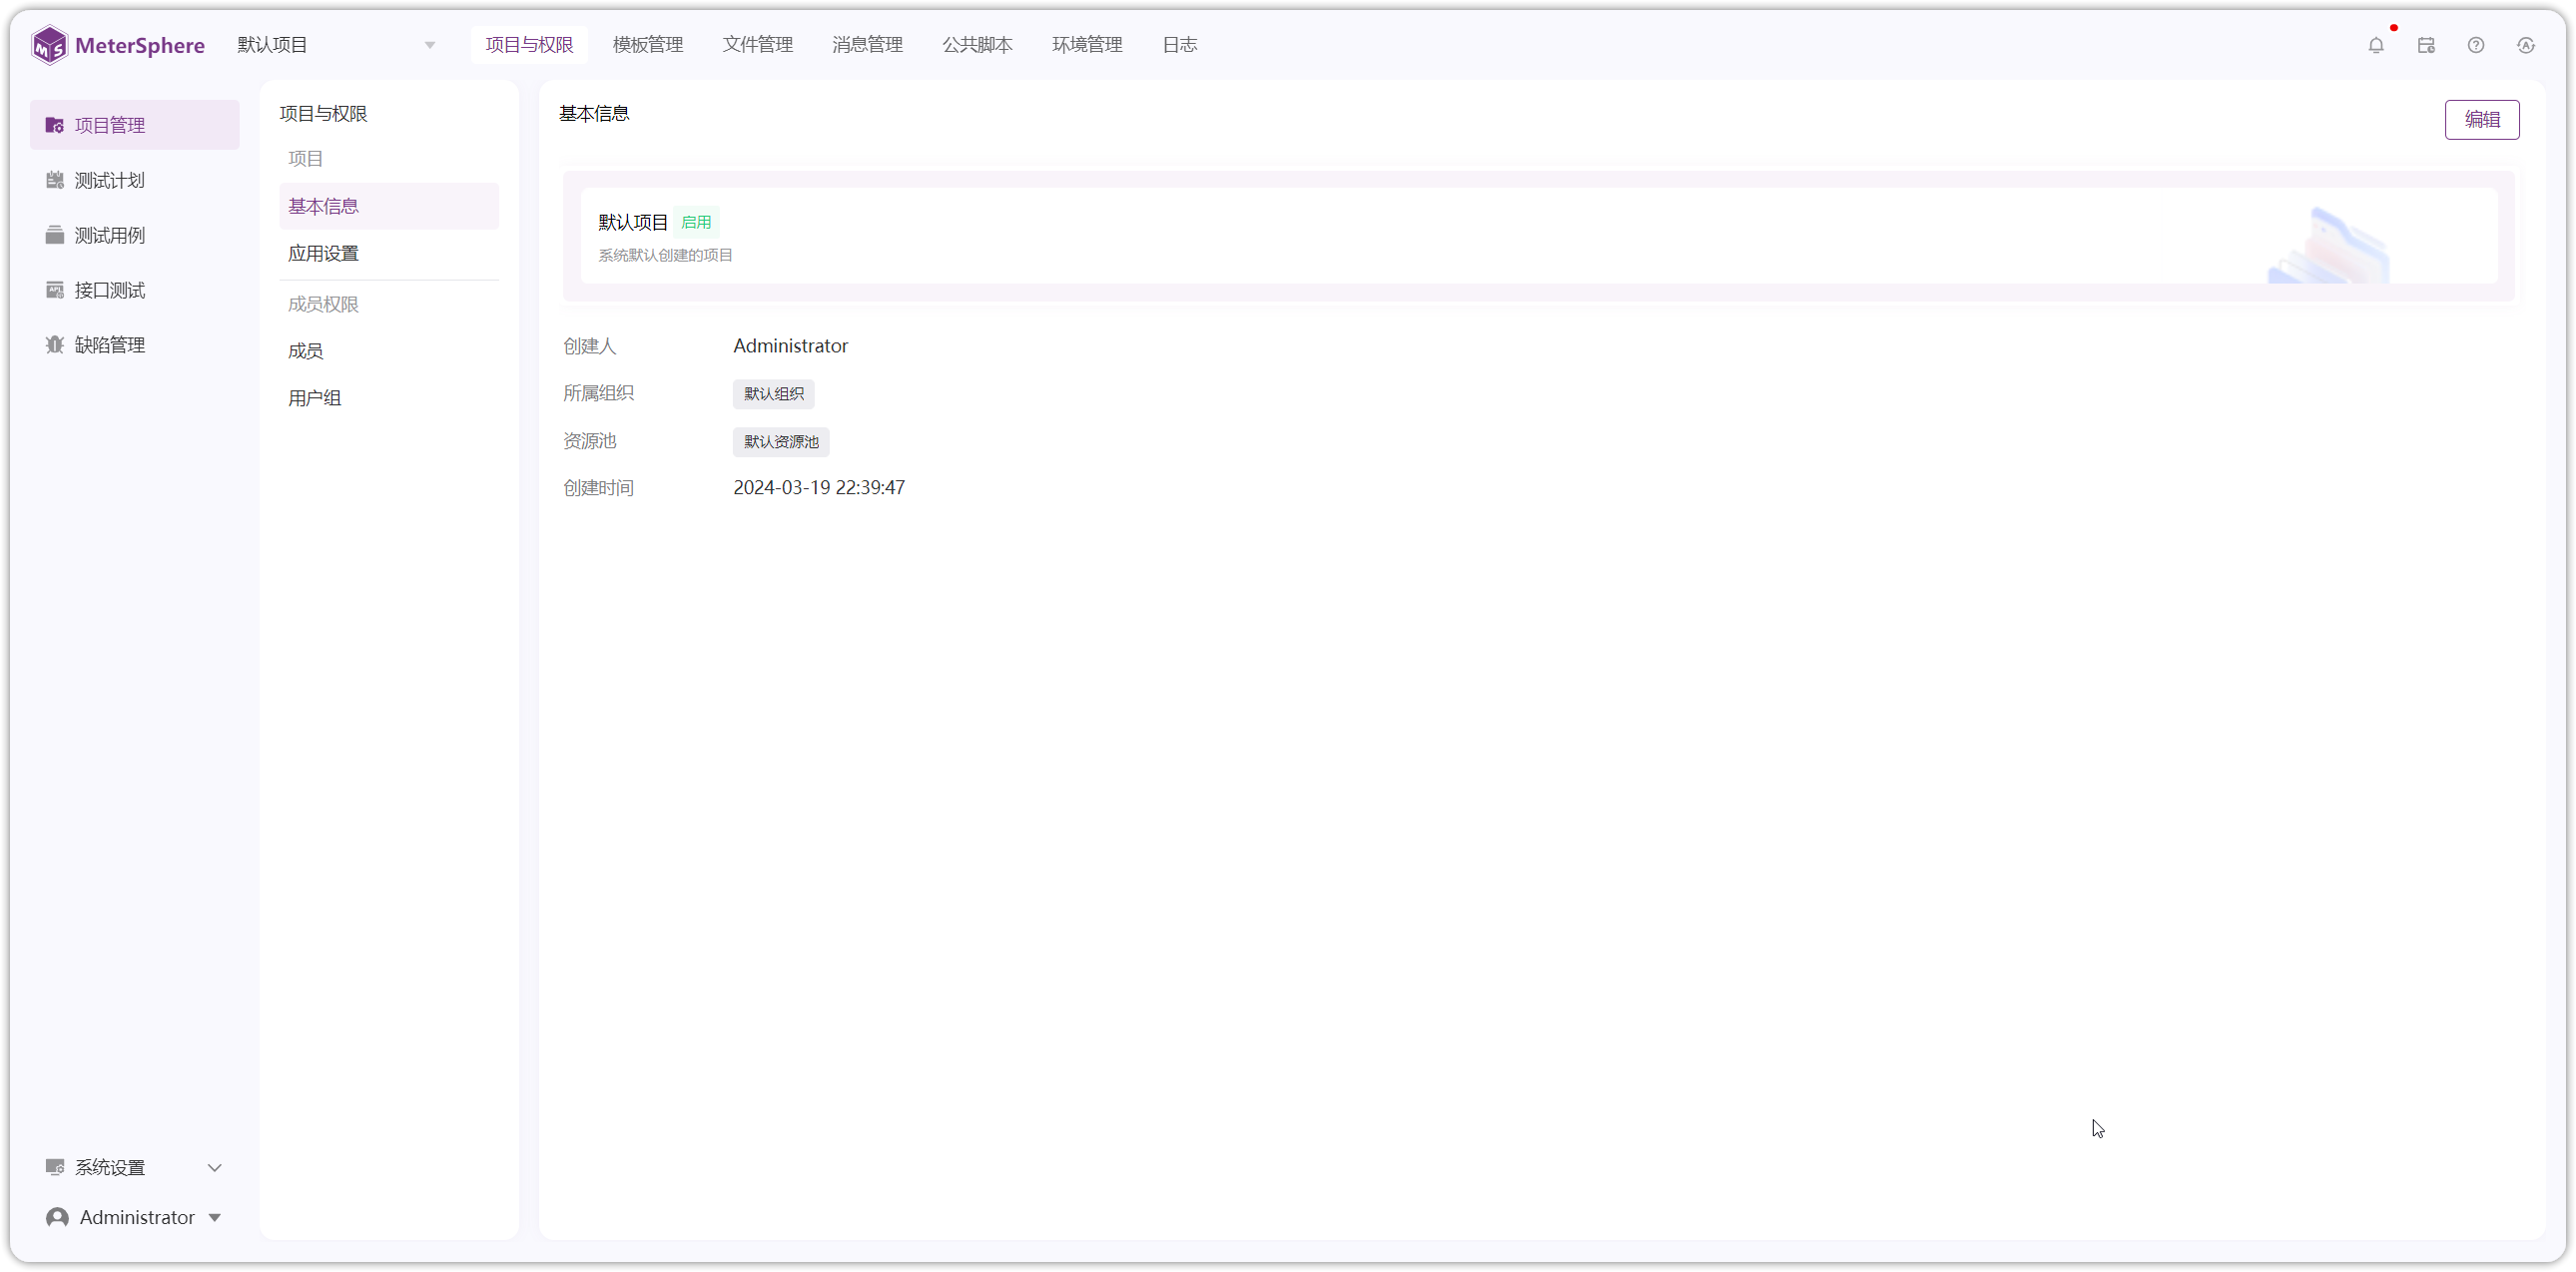 MeterSphere
默认项目
项目与权限
模板管理
文件管理
消息管理
公共脚本
环境管理
日志
项目管理
测试计划
测试用例
接口测试
缺陷管理
系统设置
Administrator
项目与权限
项目
基本信息
应用设置
成员权限
成员
用户组
基本信息
编辑
默认项目 启用
系统默认创建的项目
创建人 Administrator
所属组织 默认组织
资源池 默认资源池
创建时间 2024-03-19 22:39:47